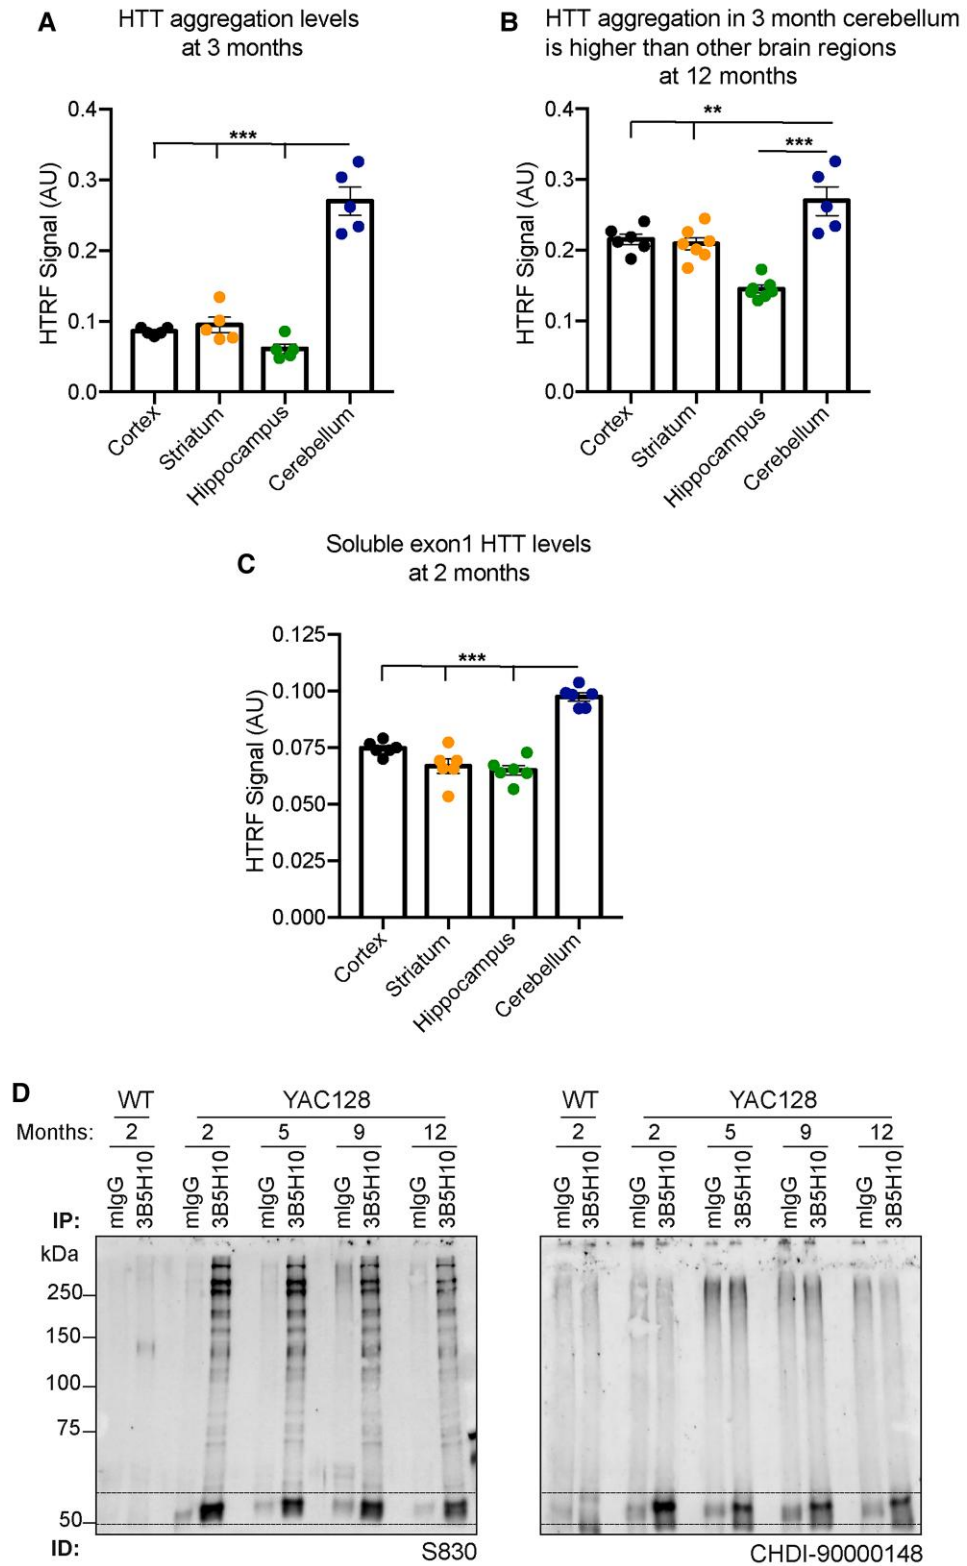 A
HTT aggregation levels
at 3 months
HTRF Signal (AU)
0.4
0.3
0.2
0.1
0.0
***
Cortex
Striatum
Hippocampus
Cerebellum
B
HTT aggregation in 3 month cerebellum
is higher than other brain regions
at 12 months
HTRF Signal (AU)
0.4
0.3
0.2
0.1
0.0
**
***
Cortex
Striatum
Hippocampus
Cerebellum
C
Soluble exon1 HTT levels
at 2 months
HTRF Signal (AU)
0.125
0.100
0.075
0.050
0.025
0.000
***
Cortex
Striatum
Hippocampus
Cerebellum
D
WT YAC128
Months: 2 2 5 9 12
IP: mIgG 3B5H10 mIgG 3B5H10 mIgG 3B5H10 mIgG 3B5H10 mIgG 3B5H10
kDa
250
150
100
75
50
ID: S830
WT YAC128
2 2 5 9 12
mIgG 3B5H10 mIgG 3B5H10 mIgG 3B5H10 mIgG 3B5H10 mIgG 3B5H10
CHDI-90000148